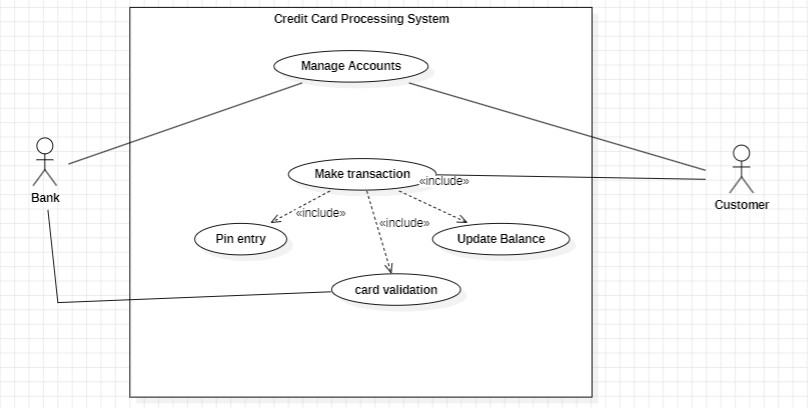 Credit Card Processing System
Manage Accounts
Make transaction
«include»
Bank
Customer
«include»
«include»
Pin entry
Update Balance
card validation